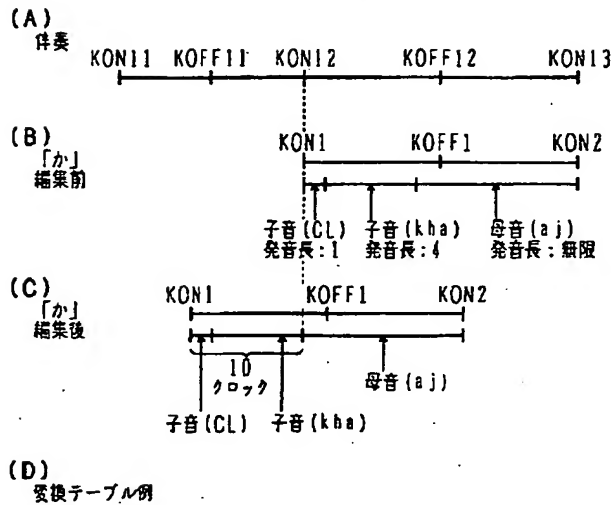 (A)
伴奏
KON11 KOFF11 KON12 KOFF12 KON13
(B)
「か」
編集前
KON1 KOFF1 KON2
子音(CL) 子音(kha) 母音(aj)
発音長:1 発音長:4 発音長:無限
(C)
「か」
編集後
KON1 KOFF1 KON2
10
クロック
母音(aj)
子音(CL) 子音(kha)
(D)
変換テーブル例